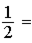 1/2 =